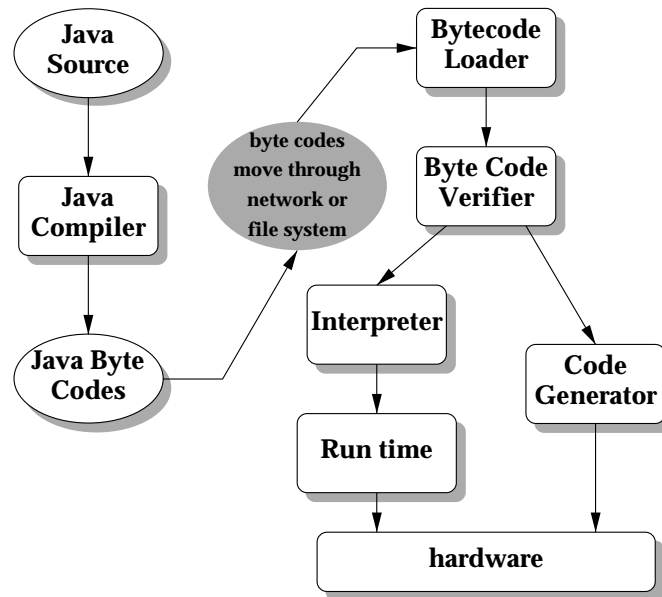 Java
Source
Java
Compiler
Java Byte
Codes
byte codes
move through
network or
file system
Bytecode
Loader
Byte Code
Verifier
Interpreter
Run time
Code
Generator
hardware